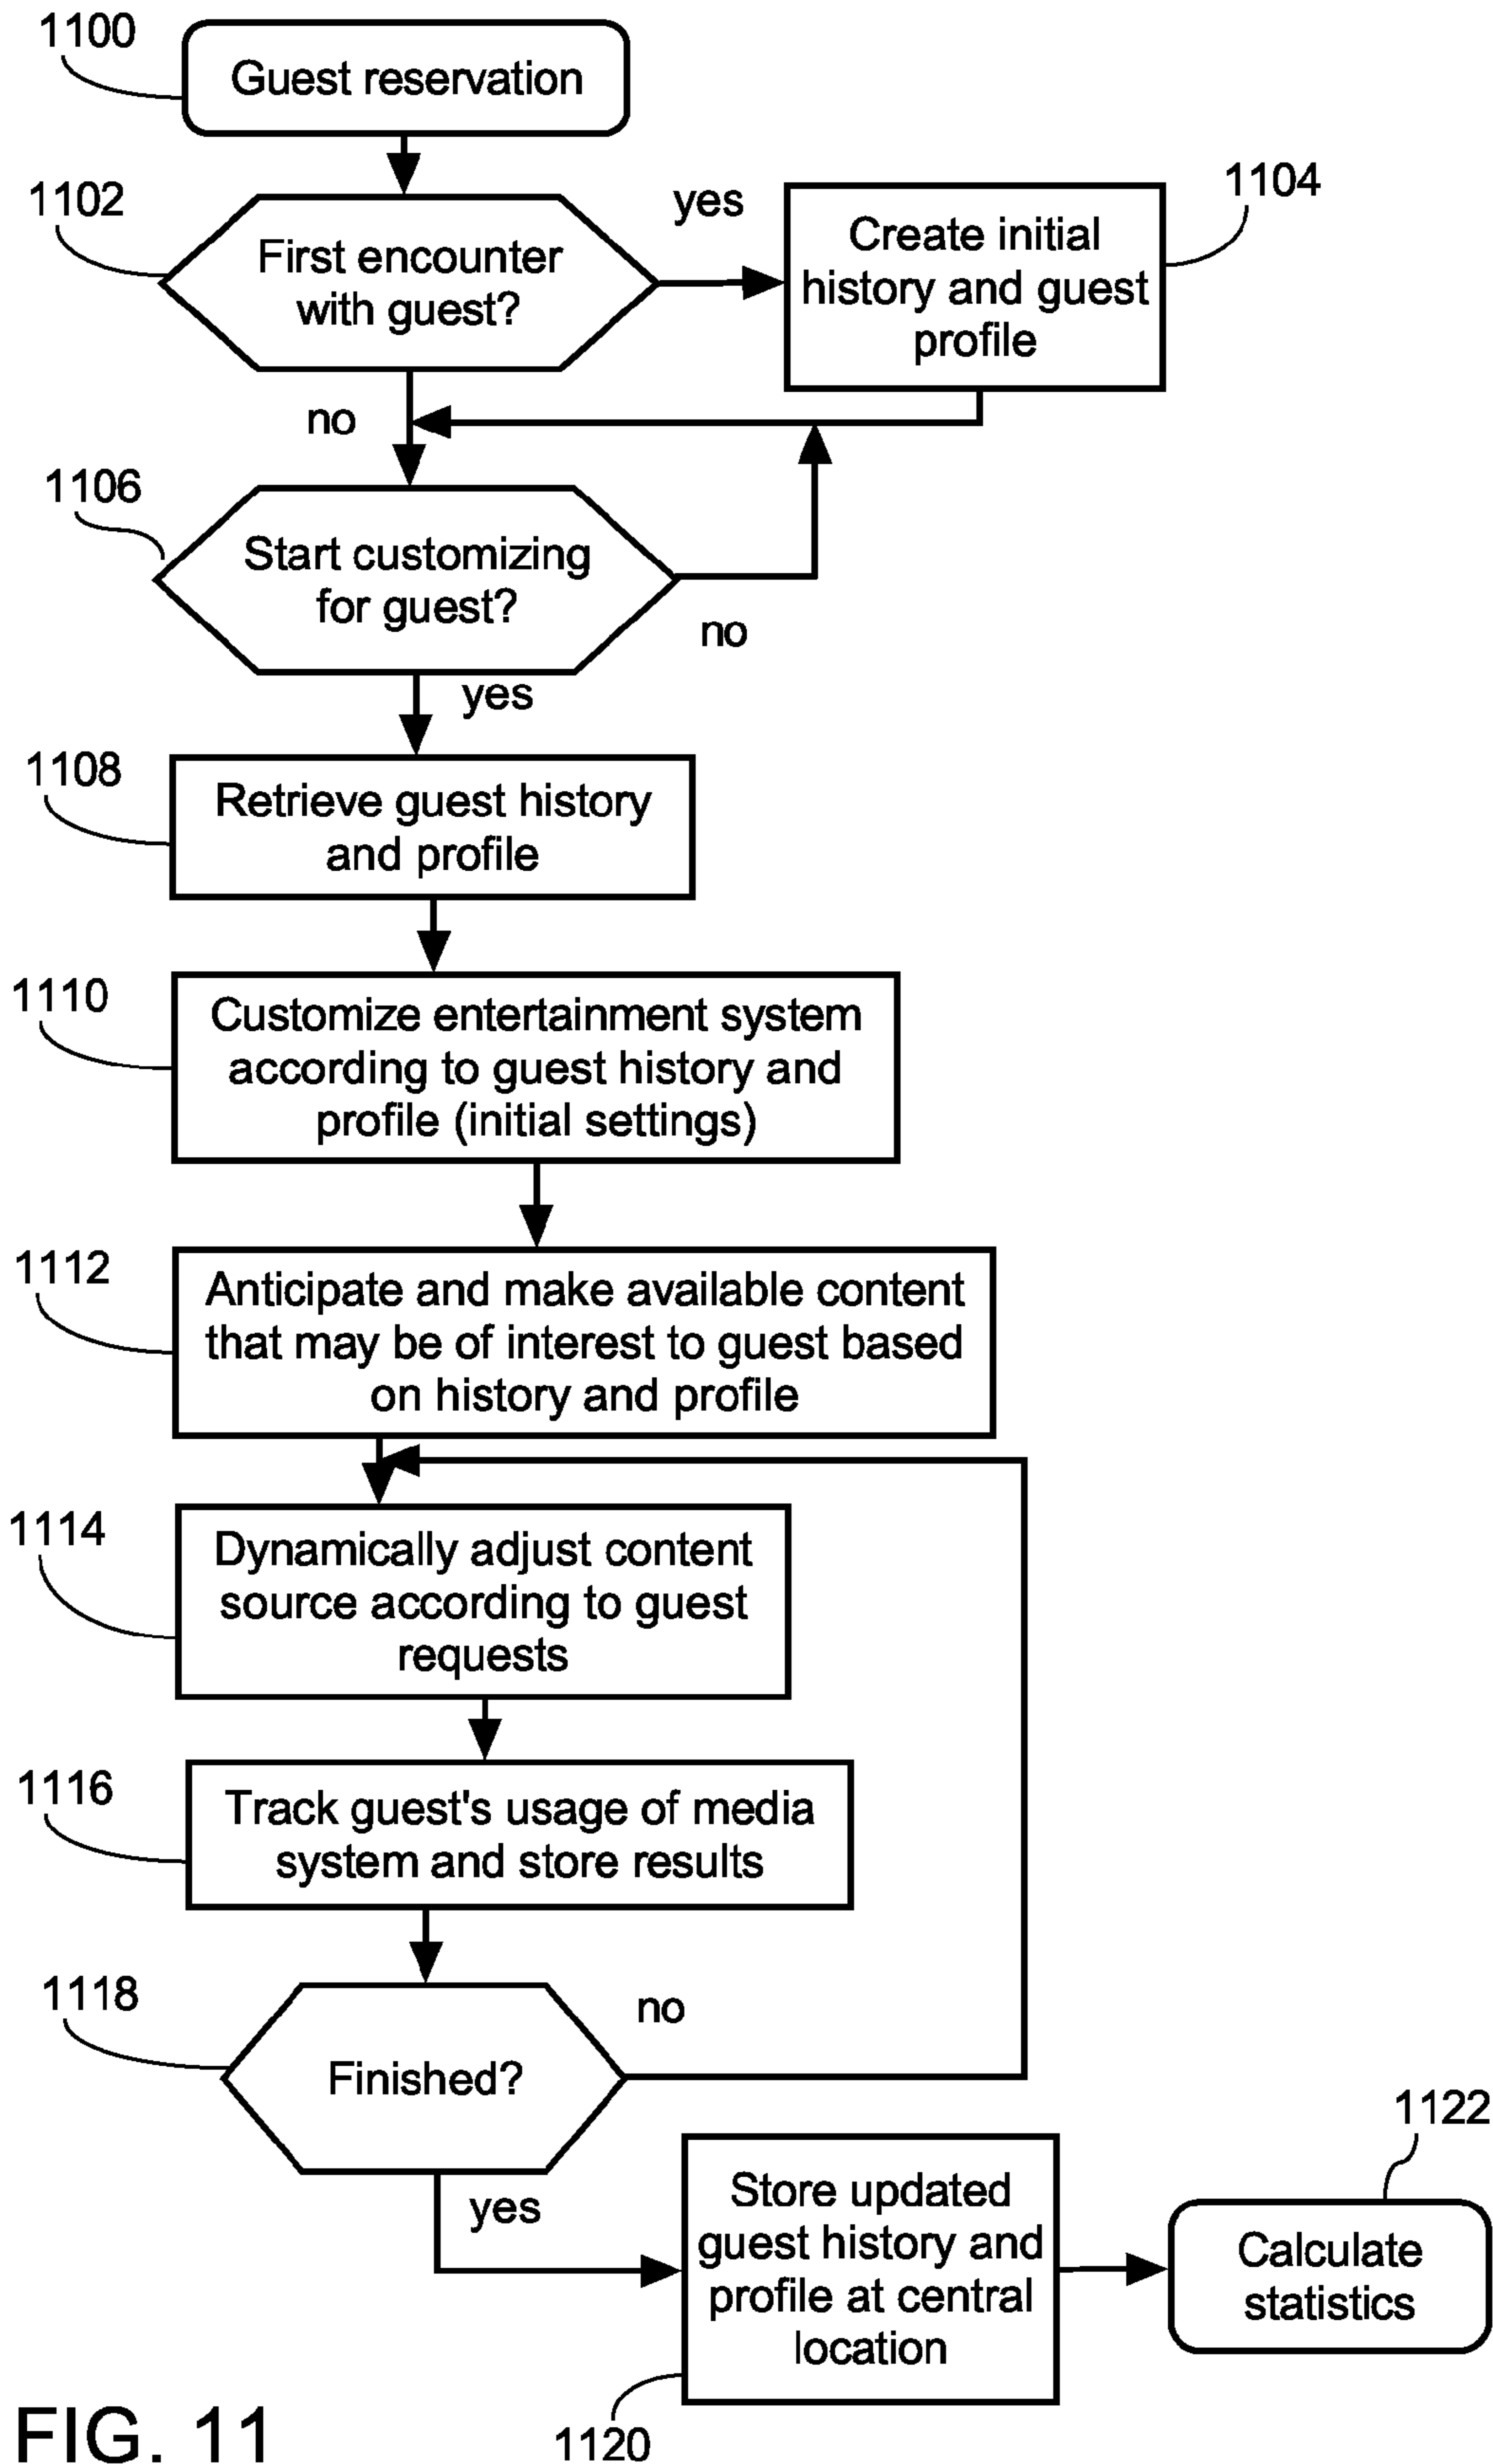 1100
Guest reservation
1102
First encounter
with guest?
yes
1104
Create initial
history and guest
profile
no
1106
Start customizing
for guest?
no
yes
1108
Retrieve guest history
and profile
1110
Customize entertainment system
according to guest history and
profile (initial settings)
1112
Anticipate and make available content
that may be of interest to guest based
on history and profile
1114
Dynamically adjust content
source according to guest
requests
1116
Track guest's usage of media
system and store results
1118
Finished?
no
yes
Store updated
guest history and
profile at central
location
1120
1122
Calculate
statistics
FIG. 11